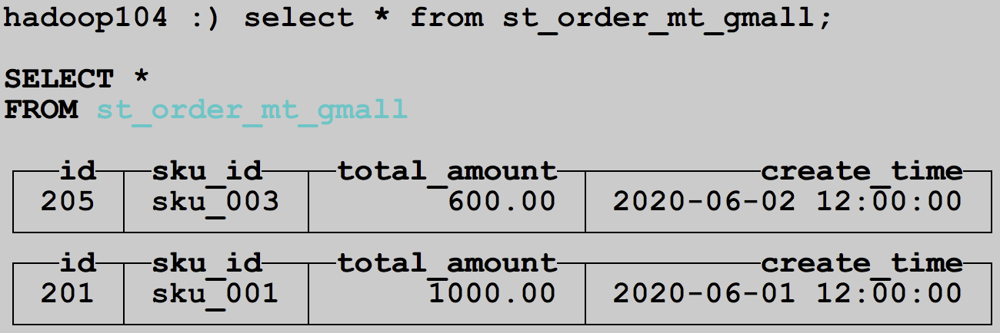 hadoop104 :) select * from st_order_mt_gmall;
SELECT *
FROM st_order_mt_gmall
id sku_id total_amount create_time
205 sku_003 600.00 2020-06-02 12:00:00
id sku_id total_amount create_time
201 sku_001 1000.00 2020-06-01 12:00:00